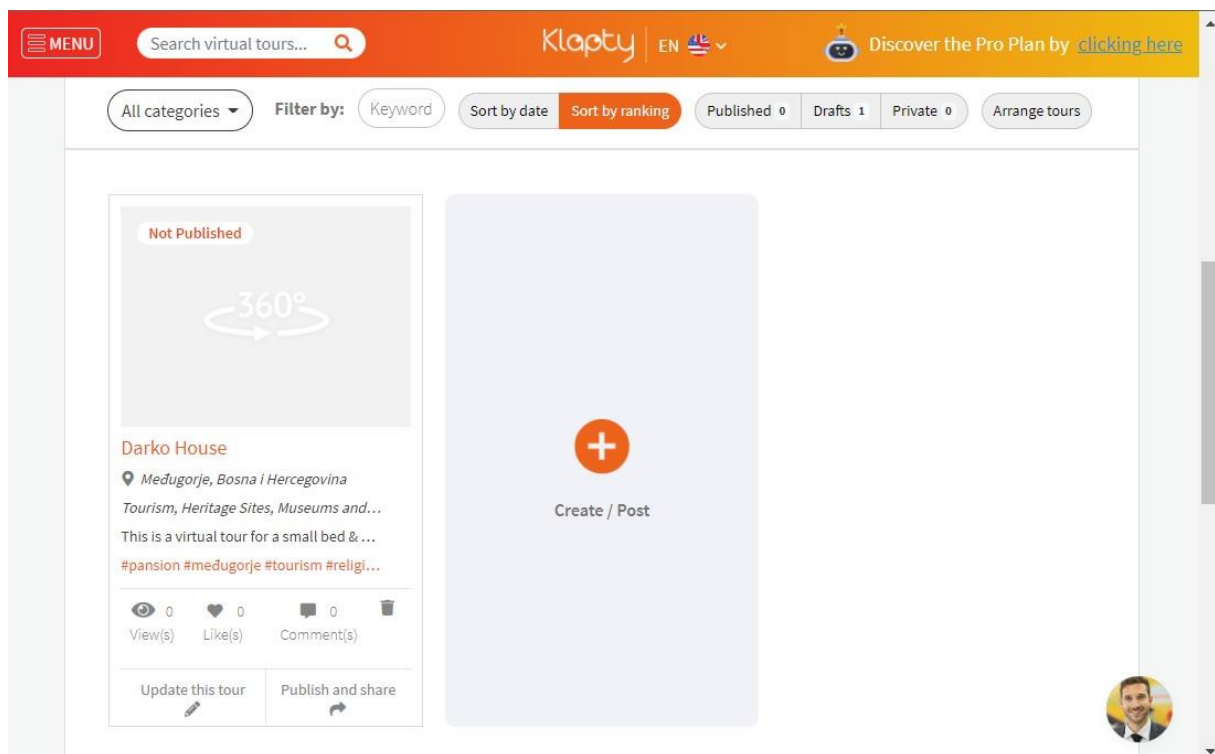 MENU
Search virtual tours...
Klapty
EN
Discover the Pro Plan by clicking here
All categories
Filter by:
Keyword
Sort by date
Sort by ranking
Published 0
Drafts 1
Private 0
Arrange tours
Not Published
360°
Darko House
Međugorje, Bosna i Hercegovina
Tourism, Heritage Sites, Museums and...
This is a virtual tour for a small bed & ...
#pansion #međugorje #tourism #religi...
0 0 0
View(s) Like(s) Comment(s)
Update this tour
Publish and share
Create / Post